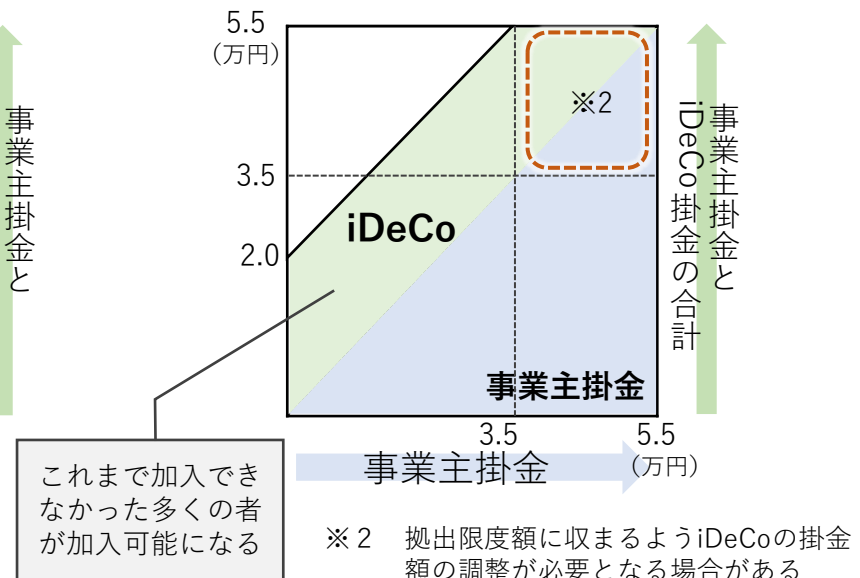 5.5
(万円)
※2
3.5
iDeCo
2.0
事業主掛金
3.5
5.5
(万円)
事業主掛金
事業主掛金と
事業主掛金と
iDeCo掛金の合計
これまで加入でき
なかった多くの者
が加入可能になる
※２ 拠出限度額に収まるようiDeCoの掛金
額の調整が必要となる場合がある